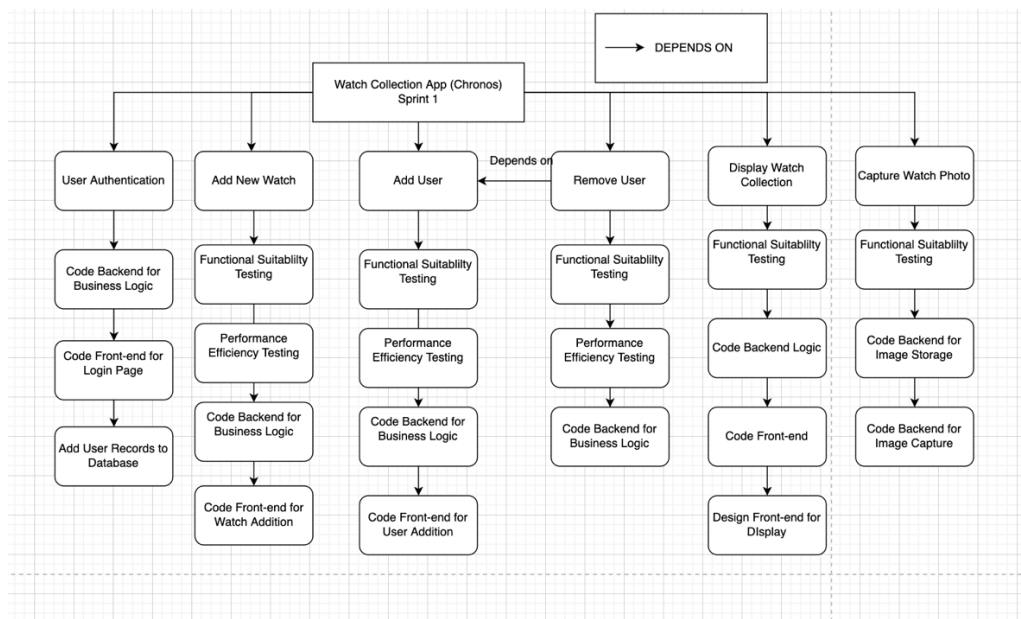 DEPENDS ON
Watch Collection App (Chronos)
Sprint 1
User Authentication
Add New Watch
Add User
Depends on
Remove User
Display Watch
Collection
Capture Watch Photo
Code Backend for
Business Logic
Functional Suitablilty
Testing
Functional Suitablilty
Testing
Functional Suitablilty
Testing
Functional Suitablilty
Testing
Functional Suitablilty
Testing
Code Front-end for
Login Page
Performance
Efficiency Testing
Performance
Efficiency Testing
Performance
Efficiency Testing
Code Backend Logic
Code Backend for
Image Storage
Add User Records to
Database
Code Backend for
Business Logic
Code Backend for
Business Logic
Code Backend for
Business Logic
Code Front-end
Code Backend for
Image Capture
Code Front-end for
Watch Addition
Code Front-end for
User Addition
Design Front-end for
DIsplay